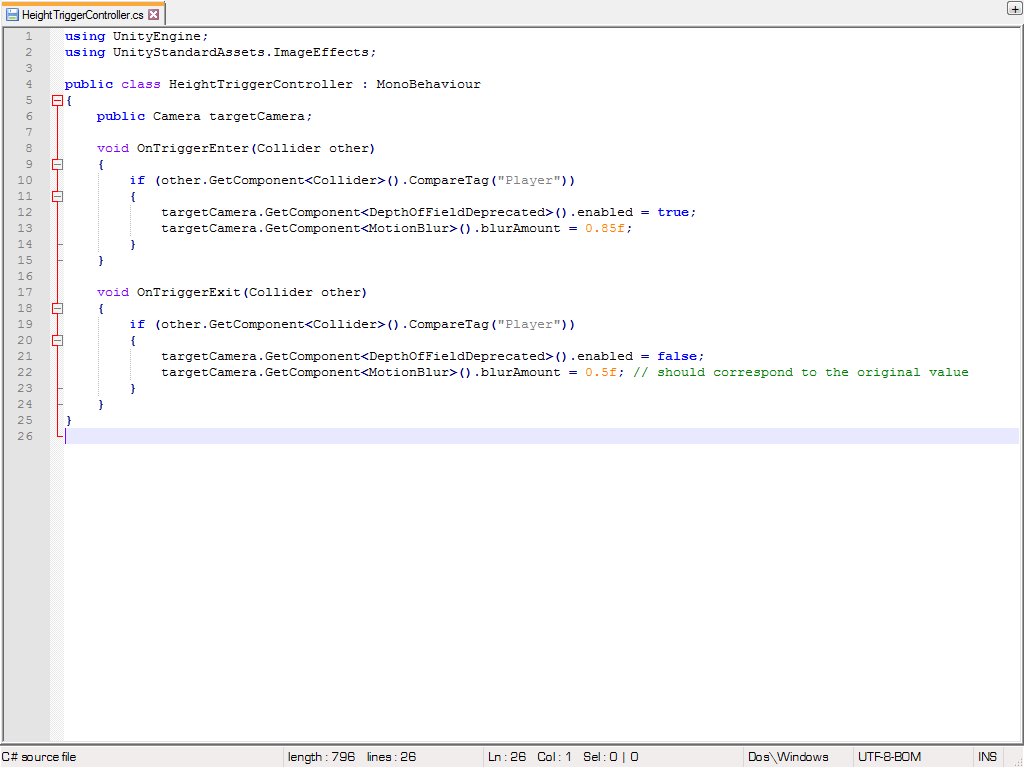 HeightTriggerController.cs
1 using UnityEngine;
2 using UnityStandardAssets.ImageEffects;
3
4 public class HeightTriggerController : MonoBehaviour
5 {
6     public Camera targetCamera;
7
8     void OnTriggerEnter(Collider other)
9     {
10         if (other.GetComponent<Collider>().CompareTag("Player"))
11         {
12             targetCamera.GetComponent<DepthOfFieldDeprecated>().enabled = true;
13             targetCamera.GetComponent<MotionBlur>().blurAmount = 0.85f;
14         }
15     }
16
17     void OnTriggerExit(Collider other)
18     {
19         if (other.GetComponent<Collider>().CompareTag("Player"))
20         {
21             targetCamera.GetComponent<DepthOfFieldDeprecated>().enabled = false;
22             targetCamera.GetComponent<MotionBlur>().blurAmount = 0.5f; // should correspond to the original value
23         }
24     }
25 }
26
C# source file length : 796 lines : 26 Ln : 26 Col : 1 Sel : 0 | 0 Dos\Windows UTF-8-BOM INS